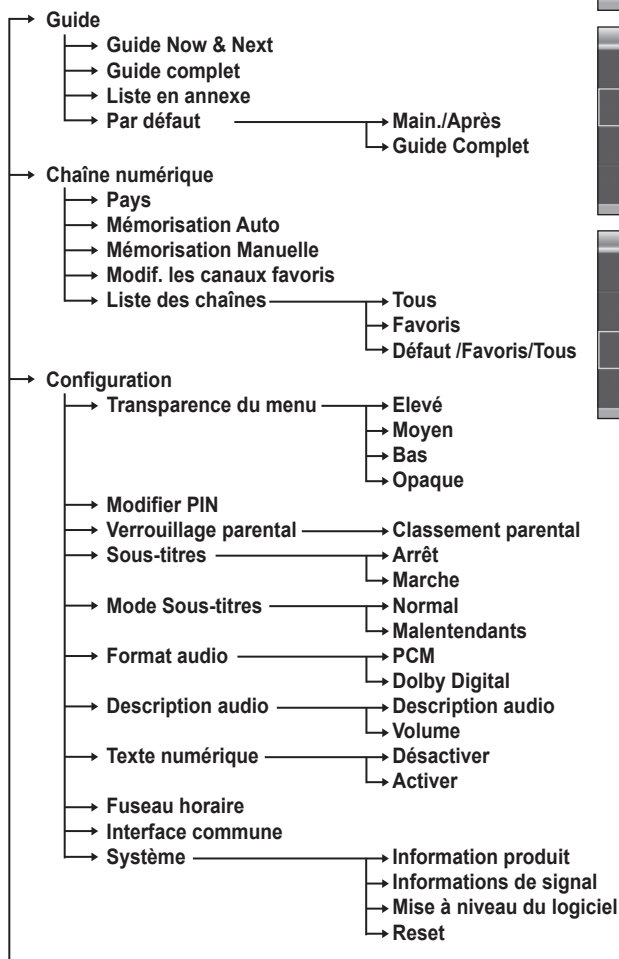 Guide
Guide Now & Next
Guide complet
Liste en annexe
Par défaut
Main./Après
Guide Complet
Chaîne numérique
Pays
Mémorisation Auto
Mémorisation Manuelle
Modif. les canaux favoris
Liste des chaînes
Tous
Favoris
Défaut /Favoris/Tous
Configuration
Transparence du menu
Elevé
Moyen
Bas
Opaque
Modifier PIN
Verrouillage parental
Classement parental
Sous-titres
Arrêt
Marche
Mode Sous-titres
Normal
Malentendants
Format audio
PCM
Dolby Digital
Description audio
Description audio
Volume
Texte numérique
Désactiver
Activer
Fuseau horaire
Interface commune
Système
Information produit
Informations de signal
Mise à niveau du logiciel
Reset